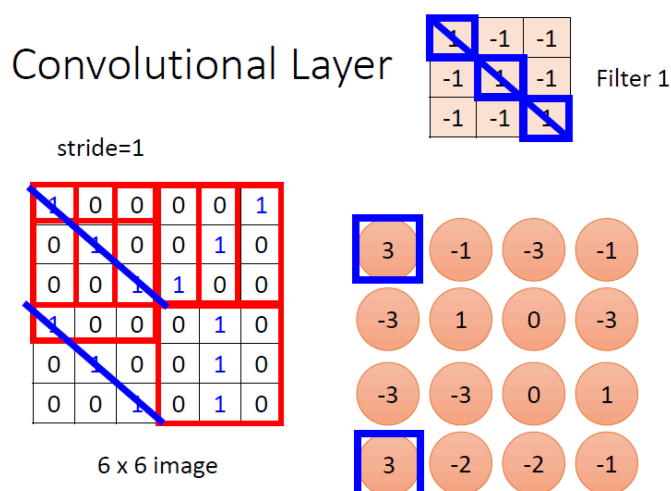 1 -1 -1
Convolutional Layer
-1 1 -1
Filter 1
-1 -1 1
stride=1
1 0 0 0 0 1
0 1 0 0 1 0
0 0 1 1 0 0
1 0 0 0 1 0
0 1 0 0 1 0
0 0 1 0 1 0
6 x 6 image
3 -1 -3 -1
-3 1 0 -3
-3 -3 0 1
3 -2 -2 -1